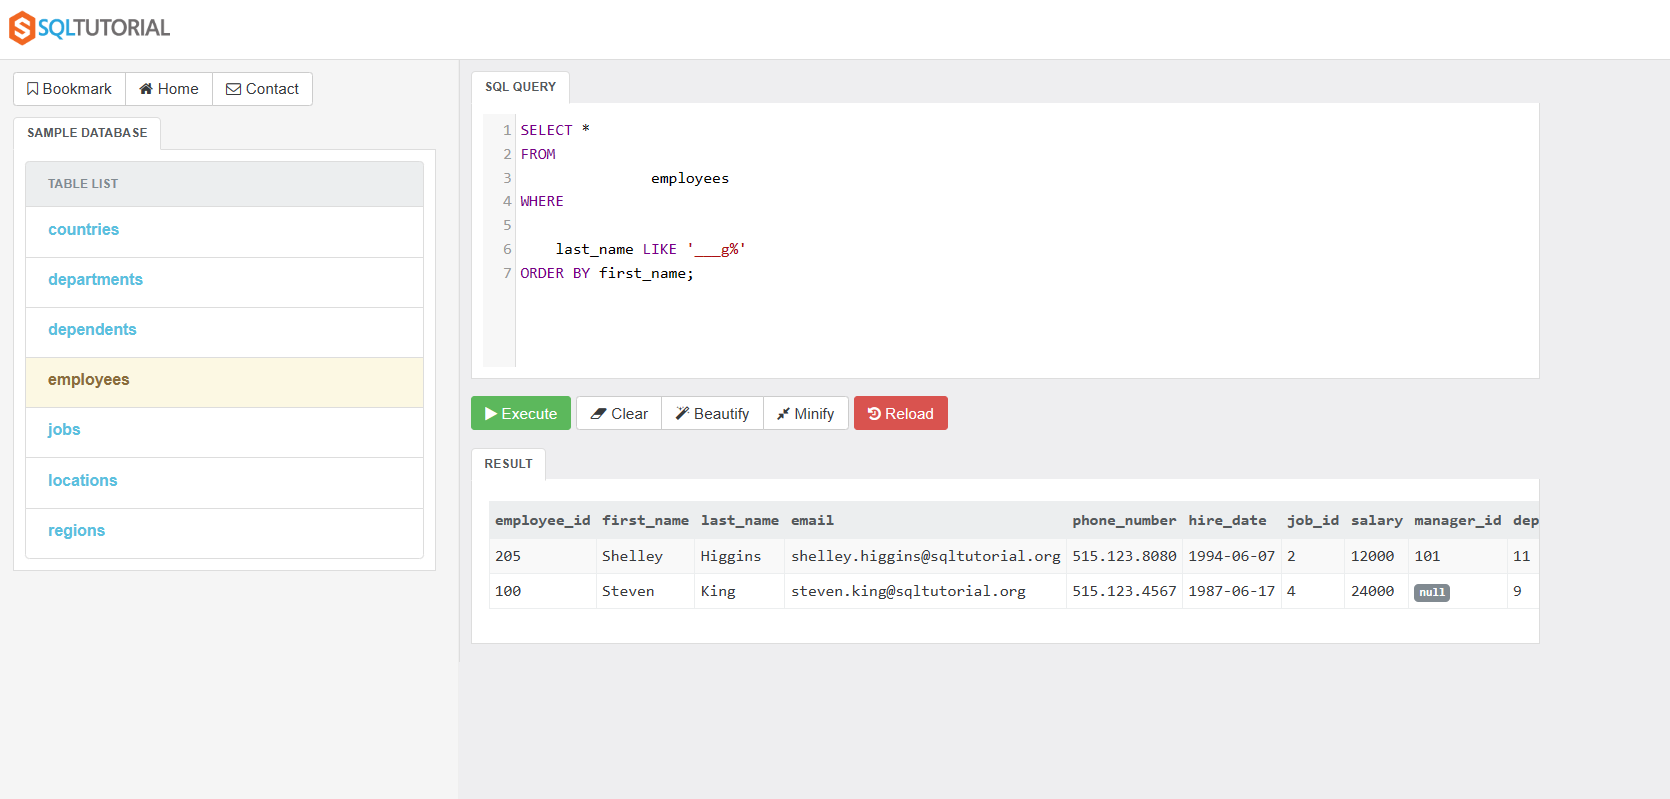 SQLTUTORIAL
Bookmark Home Contact
SAMPLE DATABASE
TABLE LIST
countries
departments
dependents
employees
jobs
locations
regions
SQL QUERY
1 SELECT *
2 FROM
3 employees
4 WHERE
5
6 last_name LIKE '___g%'
7 ORDER BY first_name;
Execute Clear Beautify Minify Reload
RESULT
employee_id first_name last_name email phone_number hire_date job_id salary manager_id dep
205 Shelley Higgins shelley.higgins@sqltutorial.org 515.123.8080 1994-06-07 2 12000 101 11
100 Steven King steven.king@sqltutorial.org 515.123.4567 1987-06-17 4 24000 null 9